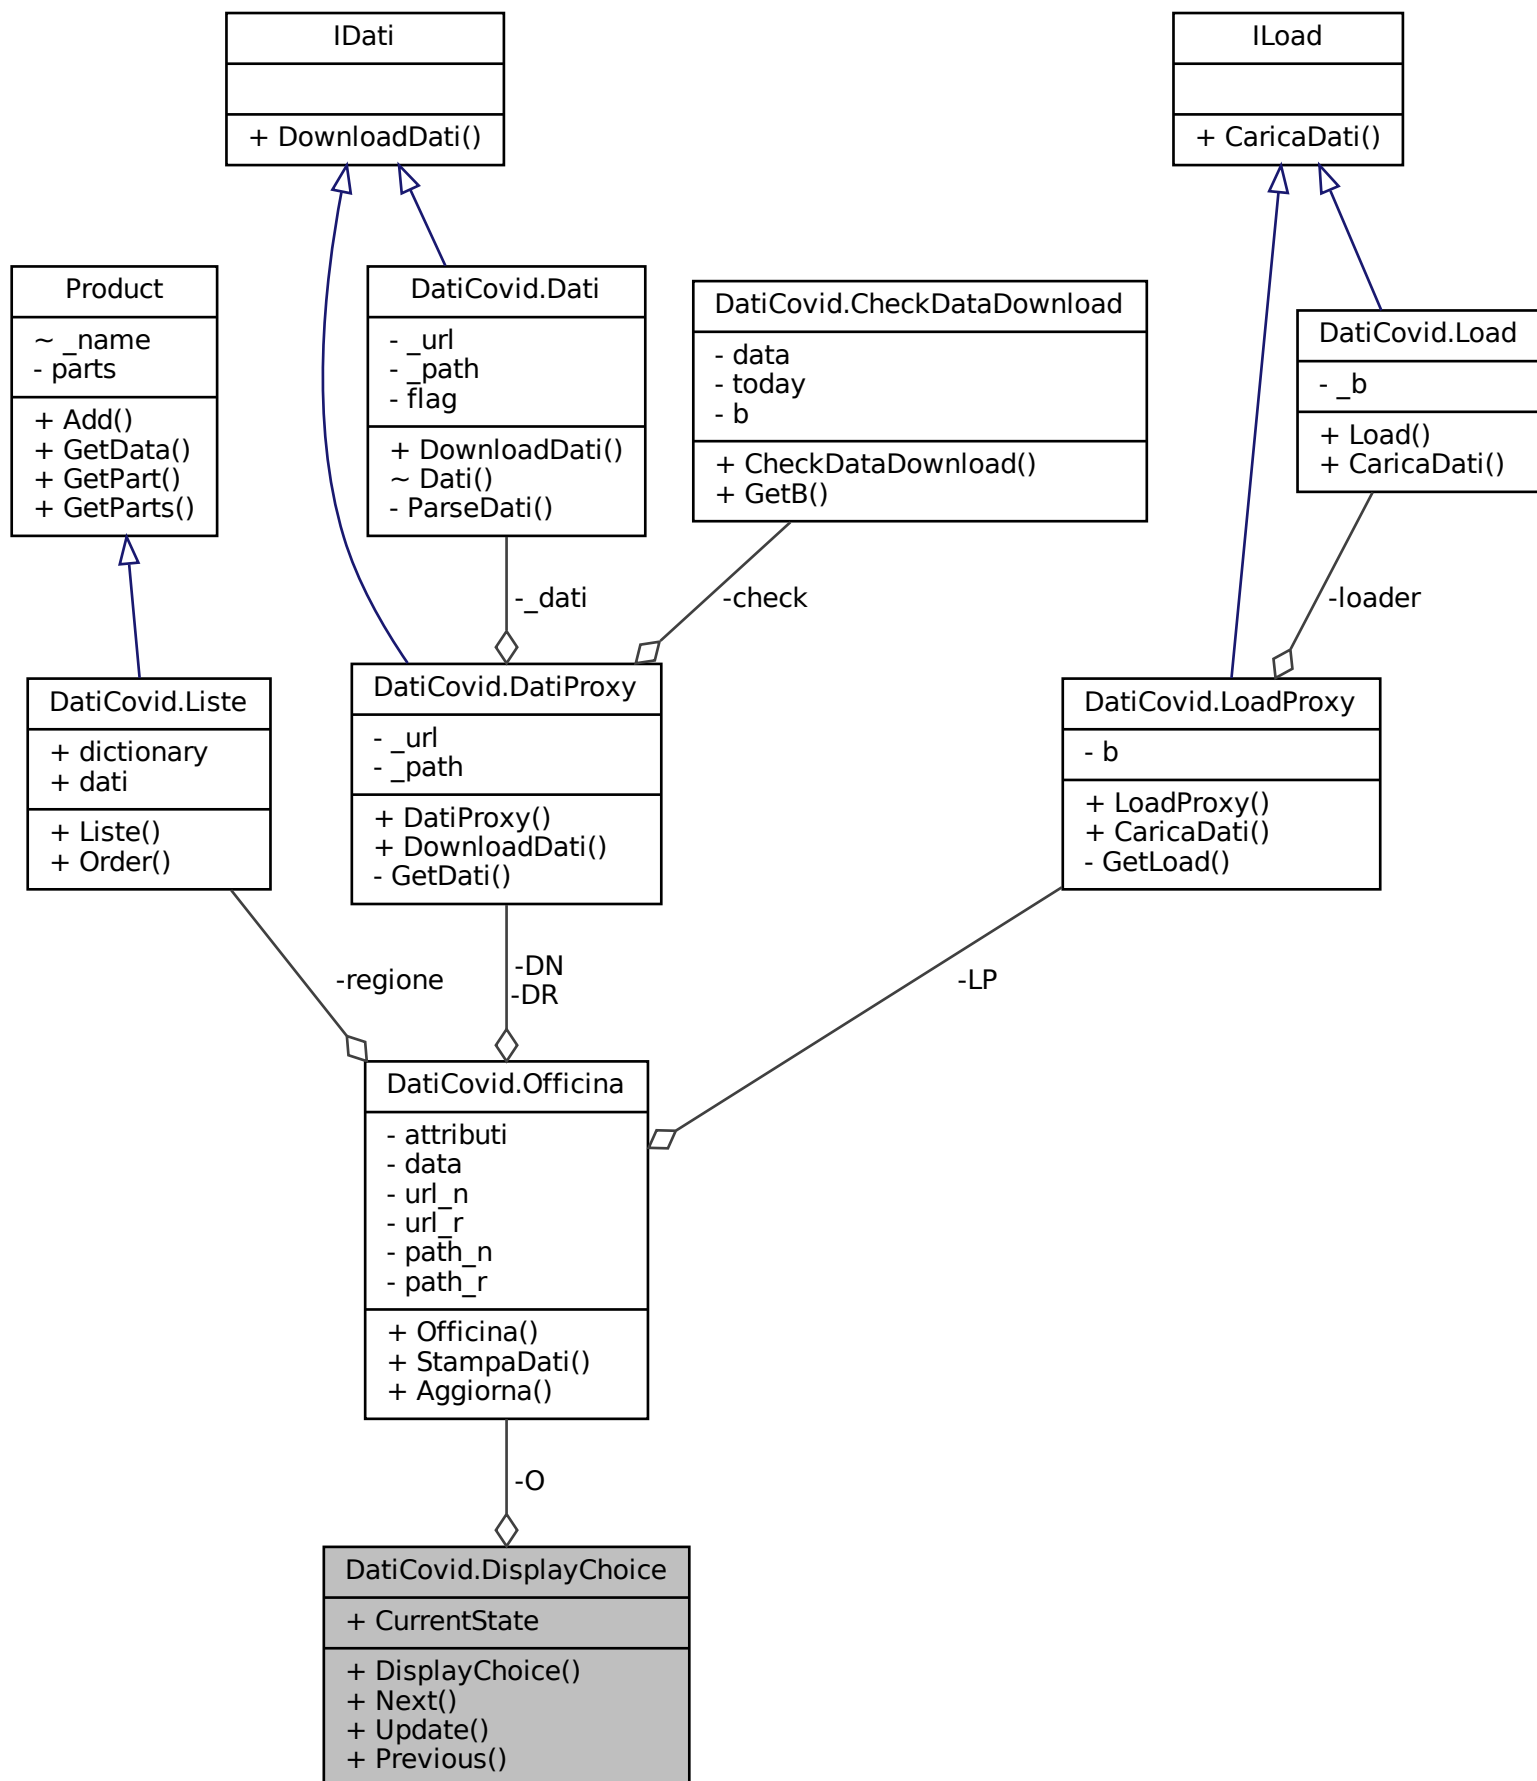 IDati
+ DownloadDati()
ILoad
+ CaricaDati()
Product
~ _name
- parts
+ Add()
+ GetData()
+ GetPart()
+ GetParts()
DatiCovid.Dati
- _url
- _path
- flag
+ DownloadDati()
~ Dati()
- ParseDati()
DatiCovid.CheckDataDownload
- data
- today
- b
+ CheckDataDownload()
+ GetB()
DatiCovid.Load
- _b
+ Load()
+ CaricaDati()
-_dati
-check
-loader
DatiCovid.Liste
+ dictionary
+ dati
+ Liste()
+ Order()
DatiCovid.DatiProxy
- _url
- _path
+ DatiProxy()
+ DownloadDati()
- GetDati()
DatiCovid.LoadProxy
- b
+ LoadProxy()
+ CaricaDati()
- GetLoad()
-regione
-DN
-DR
-LP
DatiCovid.Officina
- attributi
- data
- url_n
- url_r
- path_n
- path_r
+ Officina()
+ StampaDati()
+ Aggiorna()
-O
DatiCovid.DisplayChoice
+ CurrentState
+ DisplayChoice()
+ Next()
+ Update()
+ Previous()